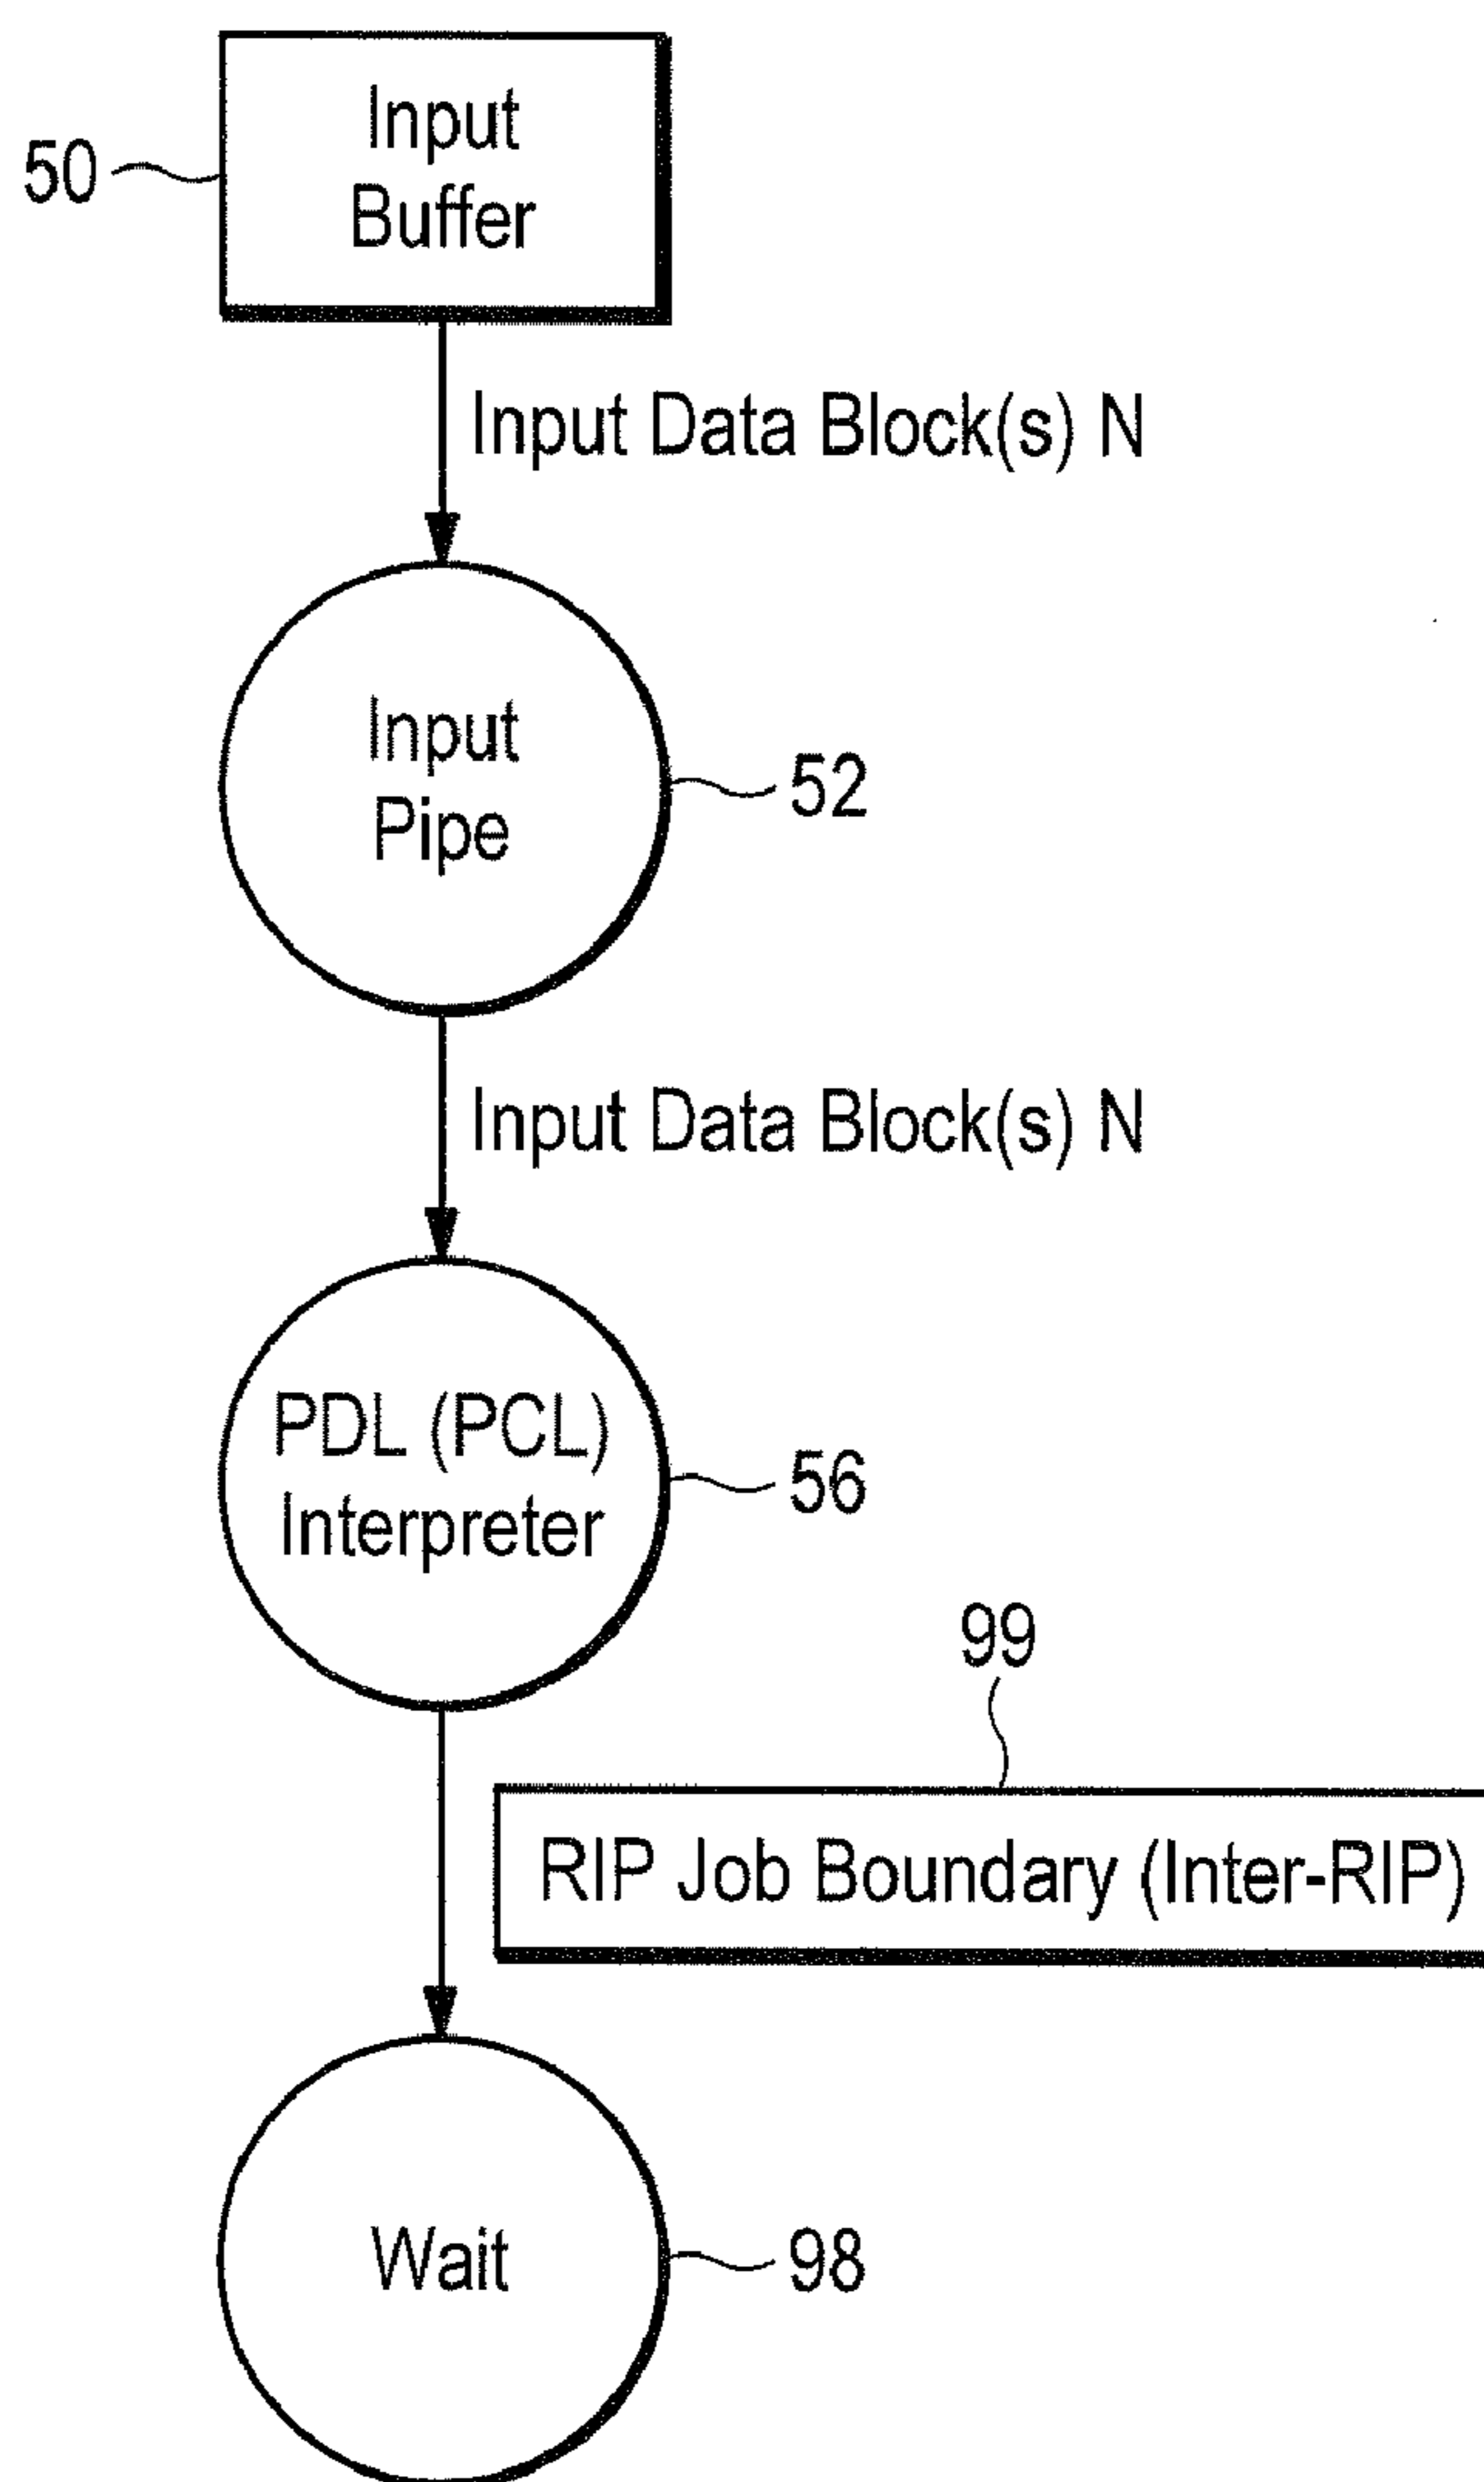 Input
Buffer
50
Input Data Block(s) N
Input
Pipe
52
Input Data Block(s) N
PDL (PCL)
Interpreter
56
99
RIP Job Boundary (Inter-RIP)
Wait
98